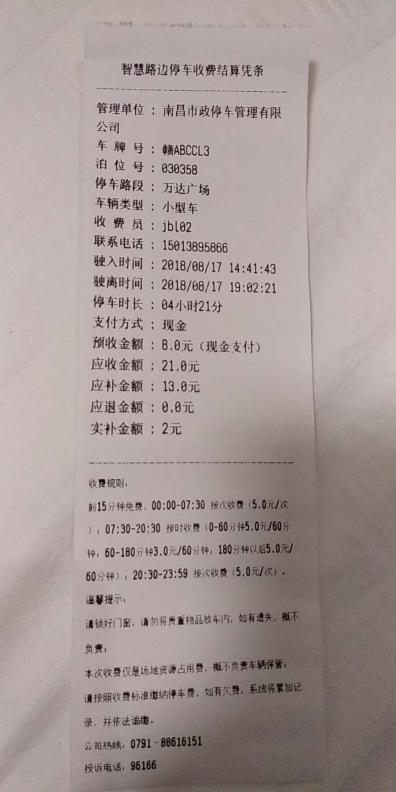 智慧路边停车收费结算凭条
管理单位：南昌市政停车管理有限
公司
车 牌 号：赣ABCCL3
泊 位 号：030358
停车路段：万达广场
车辆类型：小型车
收 费 员：jbl02
联系电话：15013895866
驶入时间：2018/08/17 14:41:43
驶离时间：2018/08/17 19:02:21
停车时长：04小时21分
支付方式：现金
预收金额：8.0元（现金支付）
应收金额：21.0元
应补金额：13.0元
应退金额：0.0元
实补金额：2元
收费规则：
前15分钟免费，00:00-07:30 按次收费（5.0元/次
）；07:30-20:30 按时收费（0-60分钟5.0元/60分
钟；60-180分钟3.0元/60分钟；180分钟以后5.0元/
60分钟）；20:30-23:59 按次收费（5.0元/次）。
温馨提示：
请锁好门窗，请勿将贵重物品放车内，如有遗失，概不
负责；
本次收费仅是场地资源占用费，概不负责车辆保管；
请按照收费标准缴纳停车费，如有欠费，系统将累加记
录，并依法追缴。
公司热线：0791-88616151
投诉电话：96166